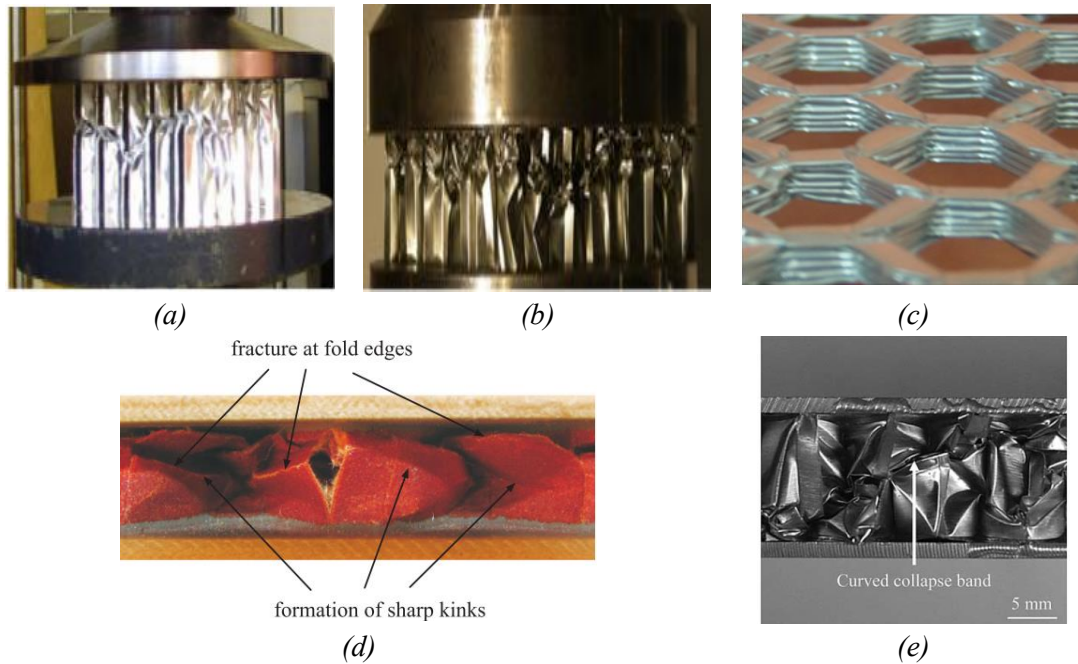 (a)
(b)
(c)
fracture at fold edges
formation of sharp kinks
(d)
Curved collapse band
5 mm
(e)